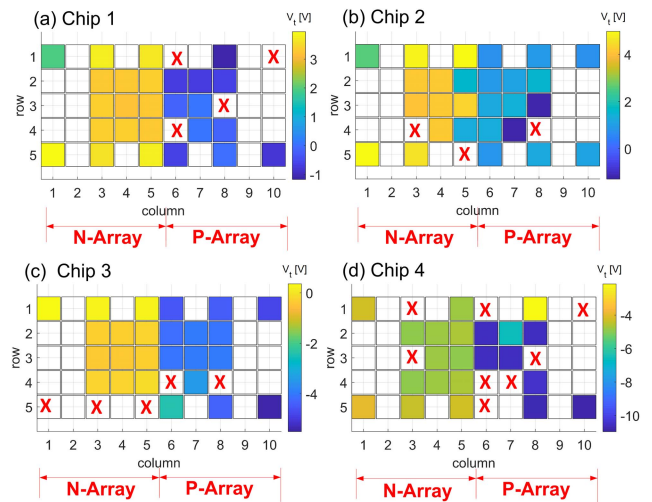 (a) Chip 1
V_t [V]
1 X X
2
row 3 X
4 X
5
1 2 3 4 5 6 7 8 9 10
column
3
2
1
0
-1
N-Array P-Array
(b) Chip 2
V_t [V]
1
2
row 3
4 X X
5 X
1 2 3 4 5 6 7 8 9 10
column
4
2
0
N-Array P-Array
(c) Chip 3
V_t [V]
1
2
row 3
4 X X
5 X X X
1 2 3 4 5 6 7 8 9 10
column
0
-2
-4
N-Array P-Array
(d) Chip 4
V_t [V]
1 X X X
2
row 3 X X
4 X X
5 X
1 2 3 4 5 6 7 8 9 10
column
-4
-6
-8
-10
N-Array P-Array